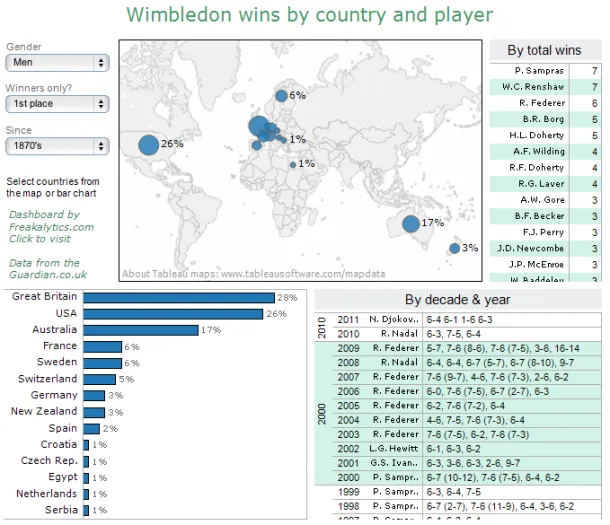 Wimbledon wins by country and player
Gender
Men
Winners only?
1st place
Since
1870's
Select countries from
the map or bar chart
Dashboard by
Freakalytics.com
Click to visit
Data from the
Guardian.co.uk
6%
26%
1%
1%
17%
3%
About Tableau maps: www.tableausoftware.com/mapdata
By total wins
P. Sampras 7
W.C. Renshaw 7
R. Federer 6
B.R. Borg 5
H.L. Doherty 5
A.F. Wilding 4
R.F. Doherty 4
R.G. Laver 4
A.W. Gore 3
B.F. Becker 3
F.J. Perry 3
J.D. Newcombe 3
J.P. McEnroe 3
W. Baddeley 3
Great Britain 28%
USA 26%
Australia 17%
France 6%
Sweden 6%
Switzerland 5%
Germany 3%
New Zealand 3%
Spain 2%
Croatia 1%
Czech Rep. 1%
Egypt 1%
Netherlands 1%
Serbia 1%
By decade & year
2010
2011 N. Djokov.. 6-4 6-1 1-6 6-3
2010 R. Nadal 6-3, 7-5, 6-4
2000
2009 R. Federer 5-7, 7-6 (8-6), 7-6 (7-5), 3-6, 16-14
2008 R. Nadal 6-4, 6-4, 6-7 (5-7), 6-7 (8-10), 9-7
2007 R. Federer 7-6 (9-7), 4-6, 7-6 (7-3), 2-6, 6-2
2006 R. Federer 6-0, 7-6 (7-5), 6-7 (2-7), 6-3
2005 R. Federer 6-2, 7-6 (7-2), 6-4
2004 R. Federer 4-6, 7-5, 7-6 (7-3), 6-4
2003 R. Federer 7-6 (7-5), 6-2, 7-6 (7-3)
2002 L.G. Hewitt 6-1, 6-3, 6-2
2001 G.S. Ivan.. 6-3, 3-6, 6-3, 2-6, 9-7
2000 P. Sampr.. 6-7 (10-12), 7-6 (7-5), 6-4, 6-2
1999 P. Sampr.. 6-3, 6-4, 7-5
1998 P. Sampr.. 6-7 (2-7), 7-6 (11-9), 6-4, 3-6, 6-2